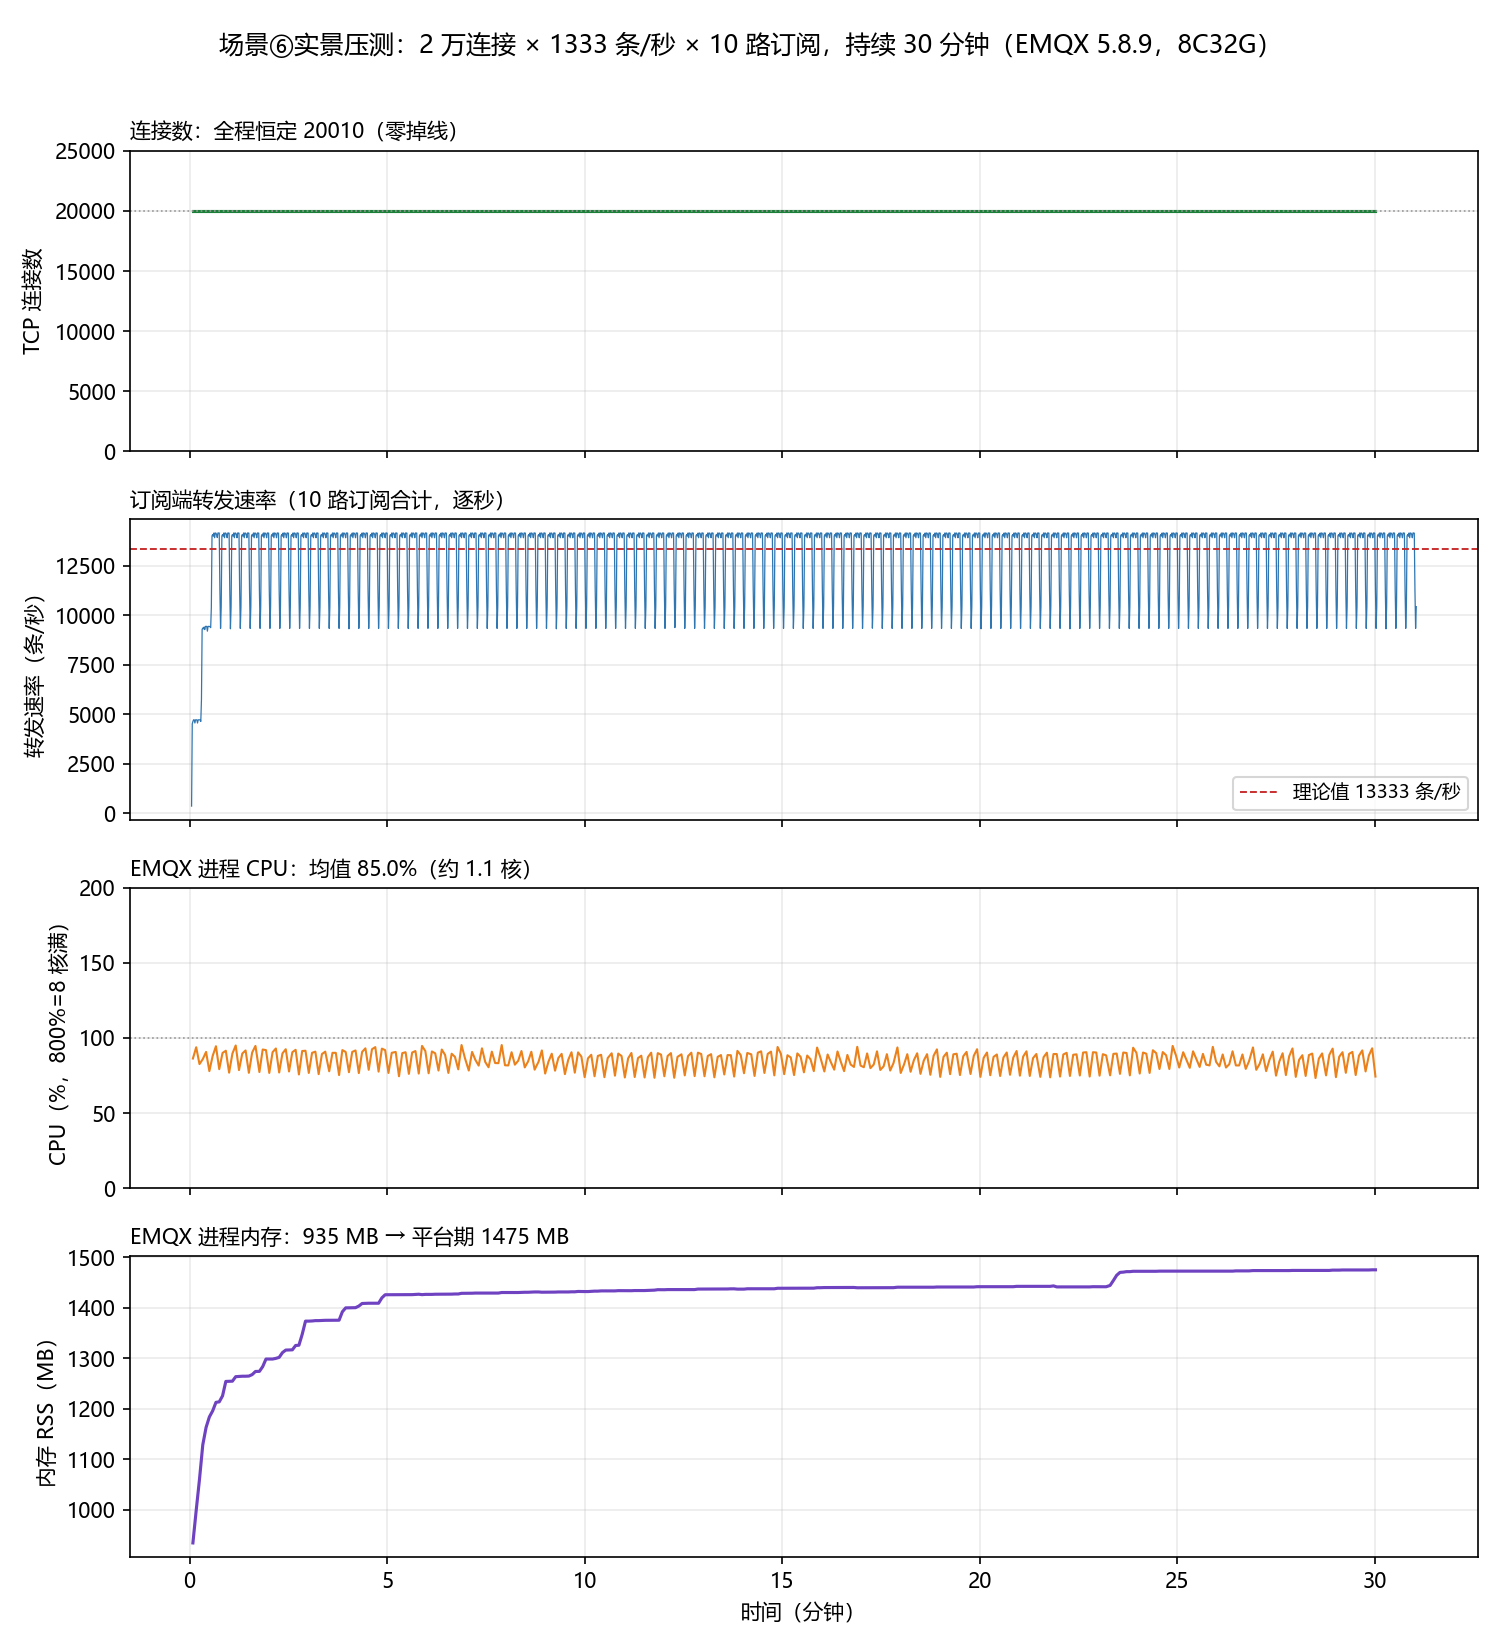 场景⑥实景压测：2 万连接 × 1333 条/秒 × 10 路订阅，持续 30 分钟（EMQX 5.8.9，8C32G）
连接数：全程恒定 20010（零掉线）
25000
20000
15000
10000
5000
0
TCP 连接数
订阅端转发速率（10 路订阅合计，逐秒）
12500
10000
7500
5000
2500
0
转发速率（条/秒）
理论值 13333 条/秒
EMQX 进程 CPU：均值 85.0%（约 1.1 核）
200
150
100
50
0
CPU（%，800%=8 核满）
EMQX 进程内存：935 MB → 平台期 1475 MB
1500
1400
1300
1200
1100
1000
内存 RSS（MB）
0 5 10 15 20 25 30
时间（分钟）